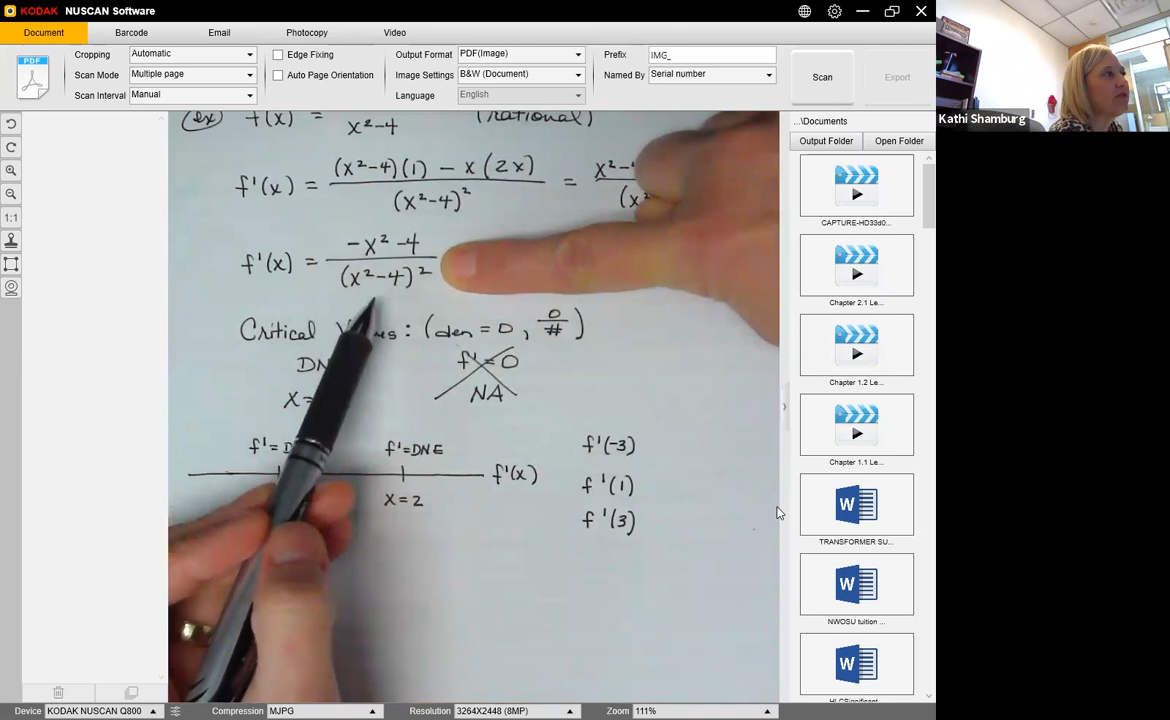 KODAK NUSCAN Software
Document Barcode Email Photocopy Video
Cropping Automatic
Scan Mode Multiple page
Scan Interval Manual
Edge Fixing
Auto Page Orientation
Output Format PDF(Image)
Image Settings B&W (Document)
Language English
Prefix IMG_
Named By Serial number
Scan
Export
PDF
1:1
(ex) f(x) = x²-4 (rational)
f'(x) = (x²-4)(1) - x(2x) / (x²-4)² =
f'(x) = -x²-4 / (x²-4)²
Critical : (den = 0, 0/#)
f' = 0
NA
f'=DNE
f'(x)
x = 2
f'(-3)
f'(1)
f'(3)
Kathi Shamburg
...\Documents
Output Folder Open Folder
CAPTURE-HD33d0...
Chapter 2.1 Le...
Chapter 1.2 Le...
Chapter 1.1 Le...
TRANSFORMER SU...
NWOSU tuition ...
Device KODAK NUSCAN Q800 Compression MJPG Resolution 3264X2448 (8MP) Zoom 111%